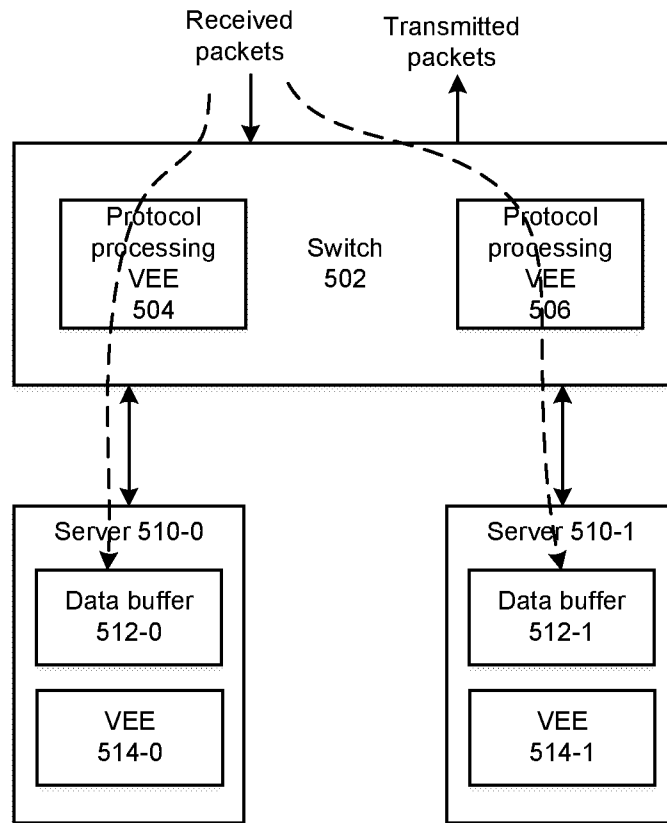 Received
packets
Transmitted
packets
Protocol
processing
VEE
504
Switch
502
Protocol
processing
VEE
506
Server 510-0
Data buffer
512-0
VEE
514-0
Server 510-1
Data buffer
512-1
VEE
514-1